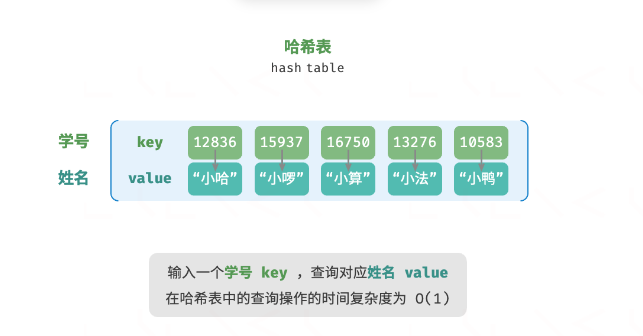 哈希表
hash table
学号 key 12836 15937 16750 13276 10583
姓名 value “小哈” “小啰” “小算” “小法” “小鸭”
输入一个学号 key ，查询对应姓名 value
在哈希表中的查询操作的时间复杂度为 O(1)